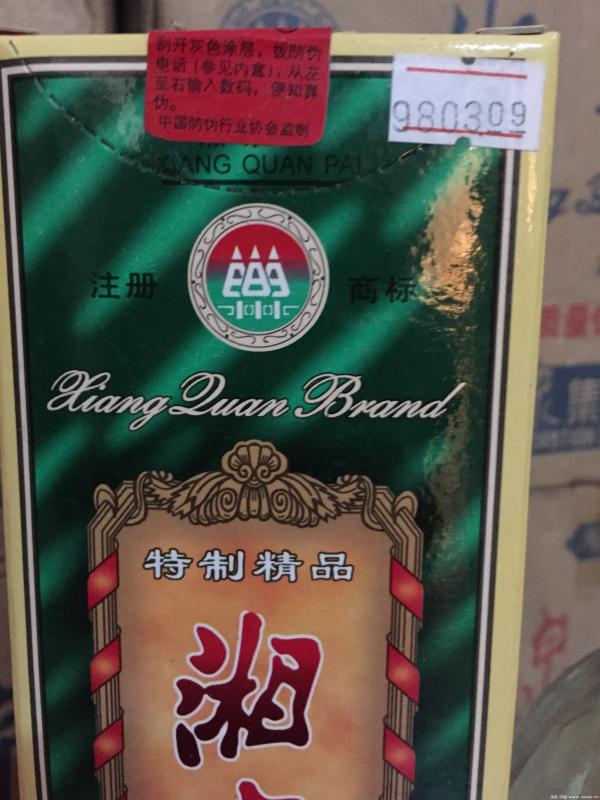 刮开灰色涂层，拨防伪
电话（参见内盒），从左
至右输入数码，便知真
伪。
中国防伪行业协会监制
980309
XIANG QUAN PAI
注册 商标
Xiang Quan Brand
特制精品
湘